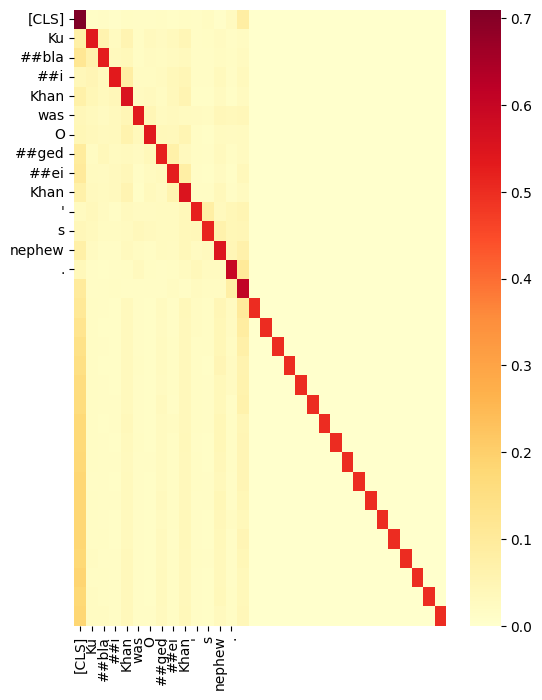 [CLS]
Ku
##bla
##i
Khan
was
O
##ged
##ei
Khan
'
s
nephew
.
0.7
0.6
0.5
0.4
0.3
0.2
0.1
0.0
[CLS]
Ku
##bla
##i
Khan
was
O
##ged
##ei
Khan
'
s
nephew
.